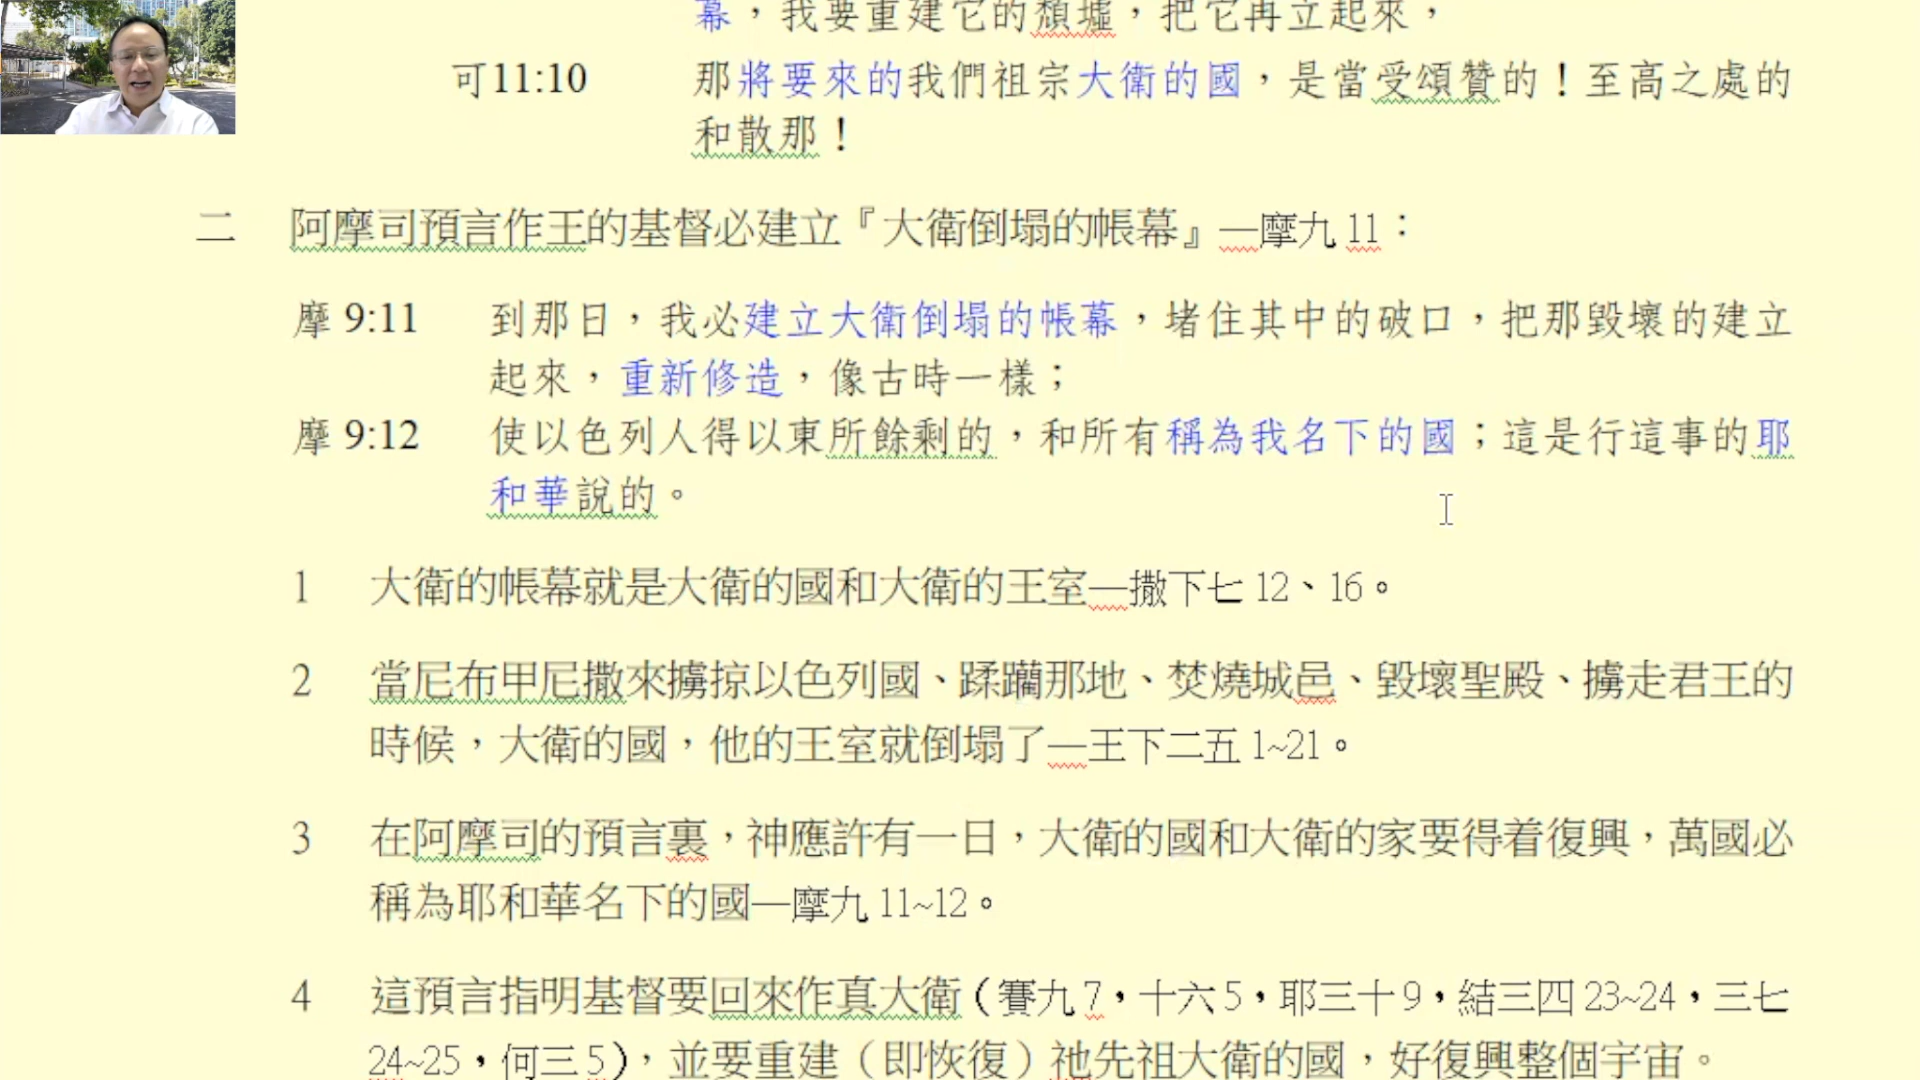 幕，我要重建它的頹墟，把它再立起來，
可11:10 那將要來的我們祖宗大衛的國，是當受頌贊的！至高之處的
和散那！
二 阿摩司預言作王的基督必建立『大衛倒塌的帳幕』—摩九 11：
摩 9:11 到那日，我必建立大衛倒塌的帳幕，堵住其中的破口，把那毀壞的建立
起來，重新修造，像古時一樣；
摩 9:12 使以色列人得以東所餘剩的，和所有稱為我名下的國；這是行這事的耶
和華說的。
1 大衛的帳幕就是大衛的國和大衛的王室—撒下七 12、16。
2 當尼布甲尼撒來擄掠以色列國、蹂躪那地、焚燒城邑、毀壞聖殿、擄走君王的
時候，大衛的國，他的王室就倒塌了—王下二五 1~21。
3 在阿摩司的預言裏，神應許有一日，大衛的國和大衛的家要得着復興，萬國必
稱為耶和華名下的國—摩九 11~12。
4 這預言指明基督要回來作真大衛（賽九 7，十六 5，耶三十 9，結三四 23~24，三七
24~25，何三 5），並要重建（即恢復）祂先祖大衛的國，好復興整個宇宙。